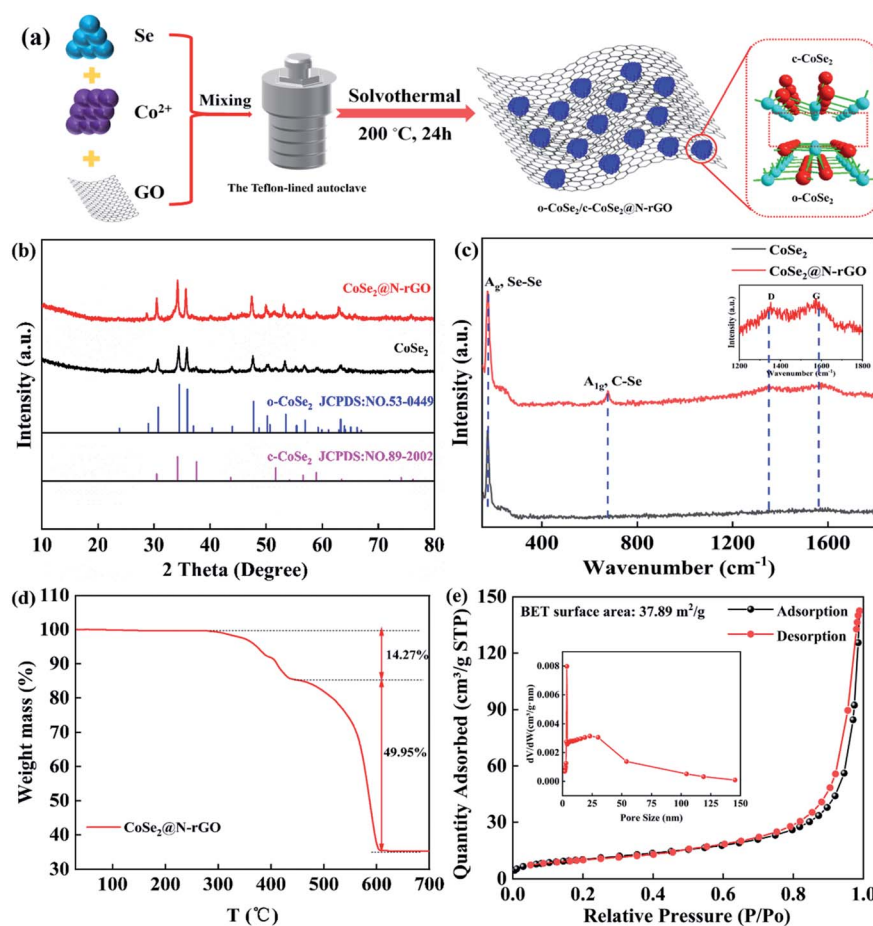 (a)
Se
Co²⁺
GO
Mixing
The Teflon-lined autoclave
Solvothermal
200 °C, 24h
o-CoSe₂/c-CoSe₂@N-rGO
c-CoSe₂
o-CoSe₂
(b)
CoSe₂@N-rGO
CoSe₂
o-CoSe₂ JCPDS:NO.53-0449
c-CoSe₂ JCPDS:NO.89-2002
Intensity (a.u.)
10 20 30 40 50 60 70 80
2 Theta (Degree)
(c)
CoSe₂
CoSe₂@N-rGO
Ag, Se-Se
A1g, C-Se
D G
Intensity (a.u.)
1200 1400 1600 1800
Wavenumber (cm⁻¹)
Intensity (a.u.)
400 800 1200 1600
Wavenumber (cm⁻¹)
(d)
110
100
90
80
70
60
50
40
30
14.27%
49.95%
CoSe₂@N-rGO
Weight mass (%)
100 200 300 400 500 600 700
T (℃)
(e)
BET surface area: 37.89 m²/g
Adsorption
Desorption
150
120
90
60
30
0
Quantity Adsorbed (cm³/g STP)
0.008
0.006
0.004
0.002
0.000
dV/dW(cm³/g·nm)
0 25 50 75 100 125 150
Pore Size (nm)
0.0 0.2 0.4 0.6 0.8 1.0
Relative Pressure (P/Po)